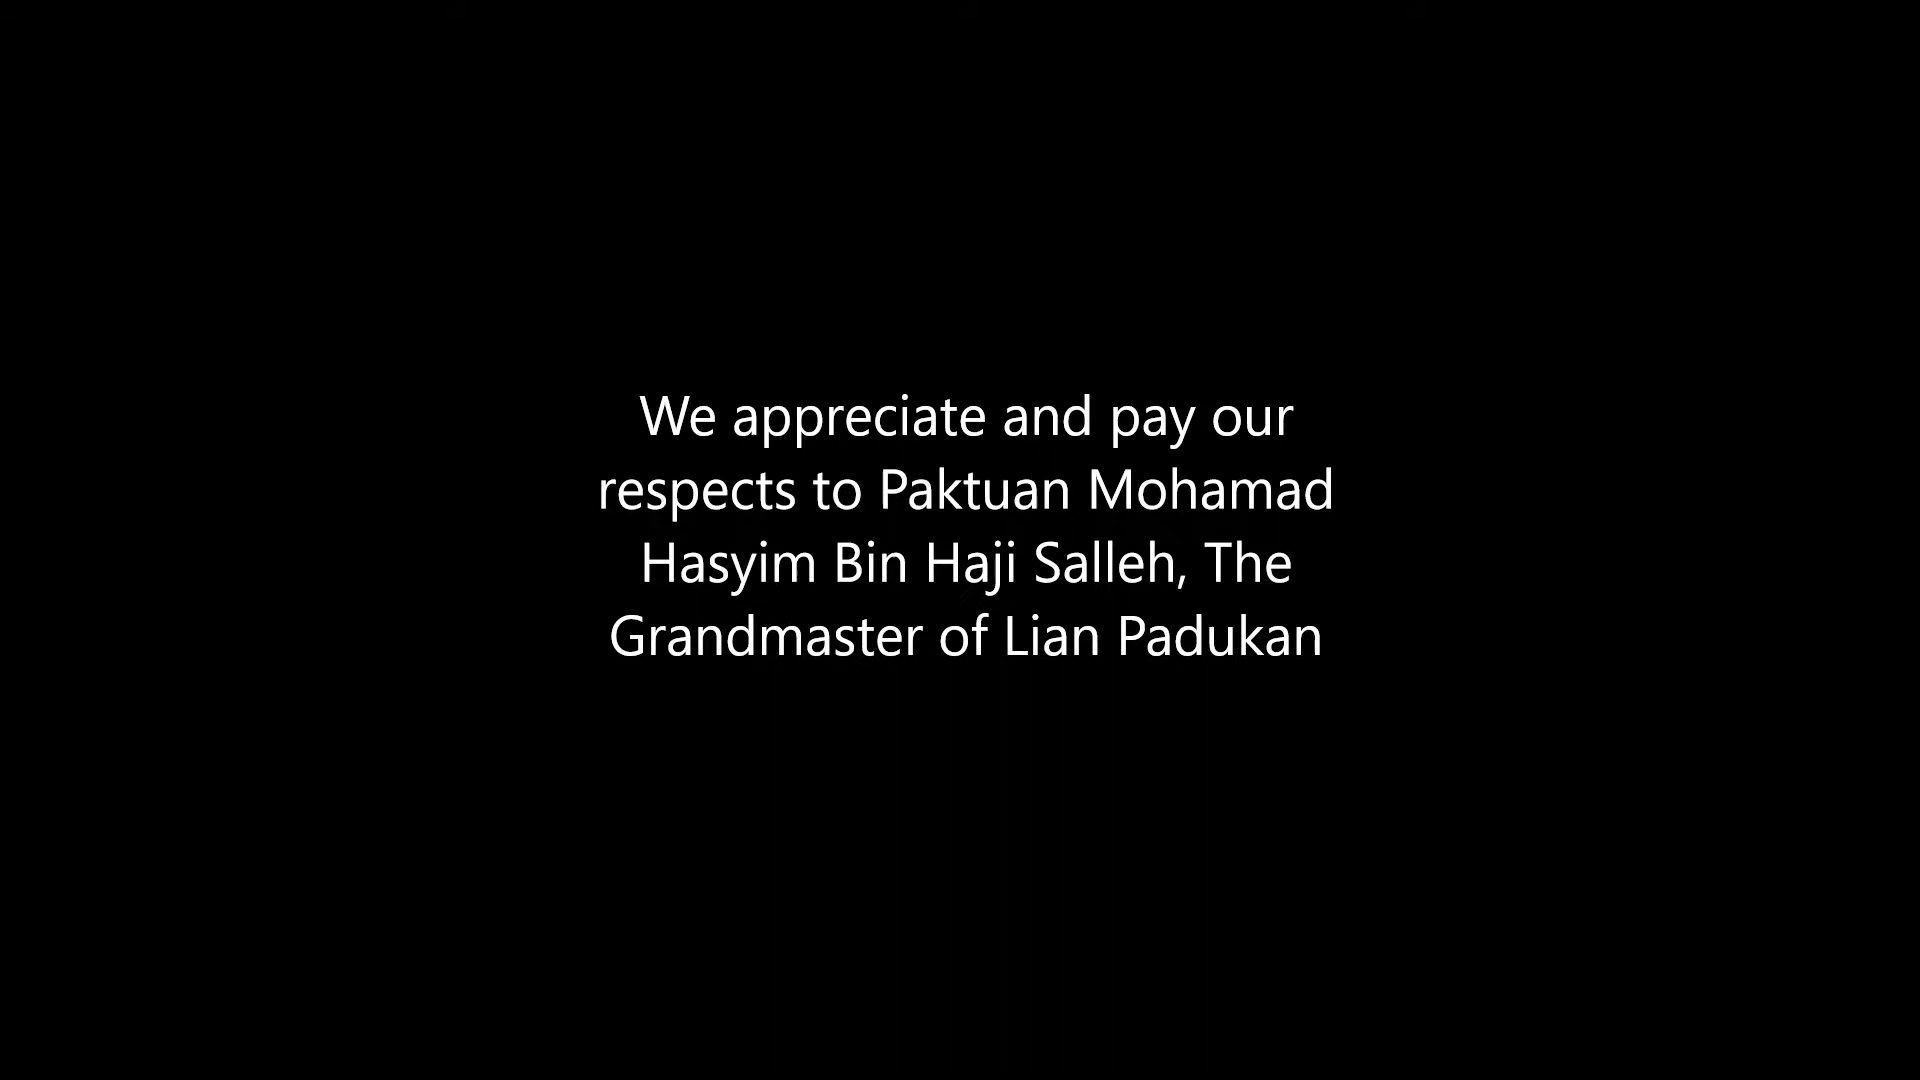 We appreciate and pay our
respects to Paktuan Mohamad
Hasyim Bin Haji Salleh, The
Grandmaster of Lian Padukan